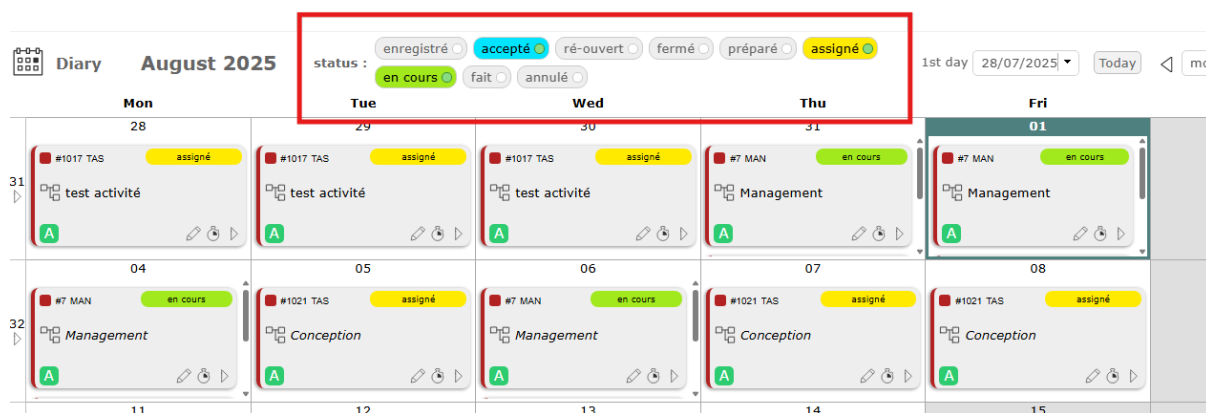 enregistré accepté ré-ouvert fermé préparé assigné
Diary August 2025 status : 1st day 28/07/2025 Today
en cours fait annulé
Mon Tue Wed Thu Fri
28 29 30 31 01
#1017 TAS assigné #1017 TAS assigné #1017 TAS assigné #7 MAN en cours #7 MAN en cours
31 test activité test activité test activité Management Management
A A A A A
04 05 06 07 08
#7 MAN en cours #1021 TAS assigné #7 MAN en cours #1021 TAS assigné #1021 TAS assigné
32 Management Conception Management Conception Conception
A A A A A
11 12 13 14 15